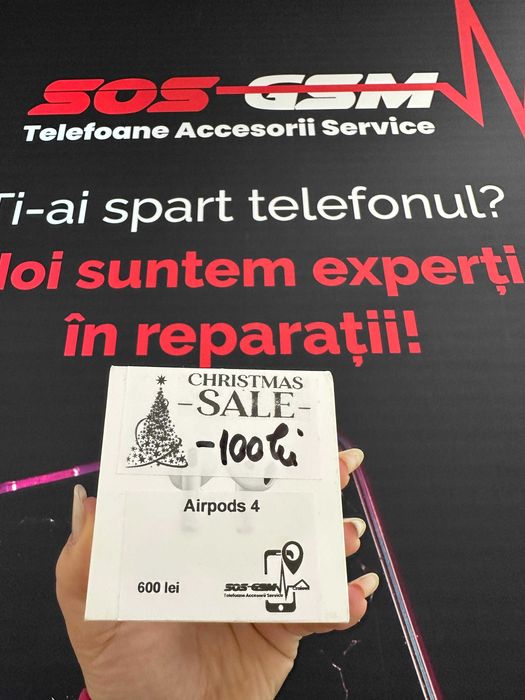 SOS-GSM
Telefoane Accesorii Service
Ti-ai spart telefonul?
Noi suntem experți
în reparații!
CHRISTMAS
-SALE-
-100 lei
Airpods 4
600 lei
SOS-GSM
Telefoane Accesorii Service